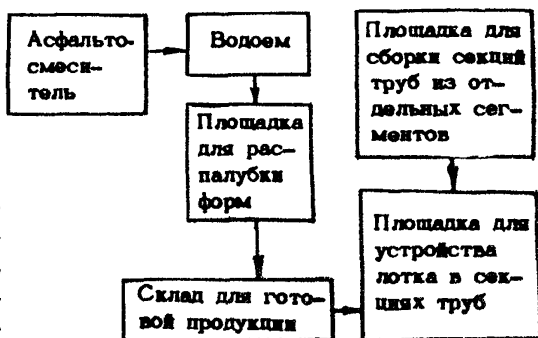 Асфальто-
смеси-
тель
Водоем
Площадка
для рас-
палубки
форм
Склад для гото-
вой продукции
Площадка для
сборки секций
труб из от-
дельных сег-
ментов
Площадка для
устройства
лотка в сек-
циях труб